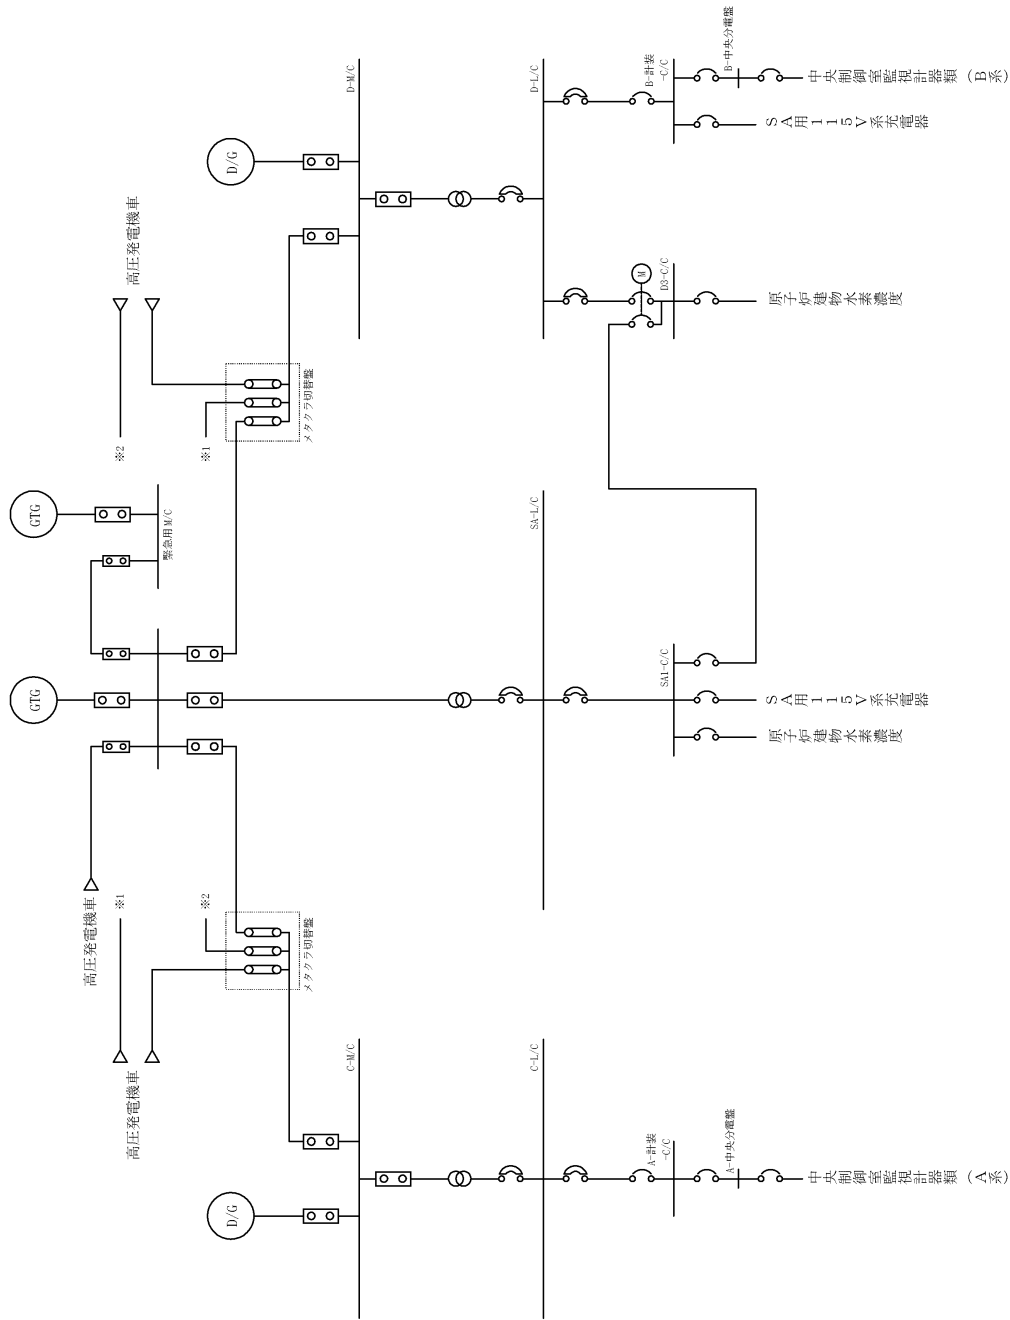 GTG
GTG
高圧発電機車
※1
※2
高圧発電機車
高圧発電機車
緊急用M/C
※2
※1
D/G
D/G
メタクラ切替盤
メタクラ切替盤
C-M/C
D-M/C
C-L/C
SA-L/C
D-L/C
M
A-計装
-C/C
SA1-C/C
D3-C/C
B-計装
-C/C
A-中央分電盤
B-中央分電盤
中央制御室監視計器類(A系)
原子炉建物水素濃度
SA用115V系充電器
原子炉建物水素濃度
SA用115V系充電器
中央制御室監視計器類(B系)